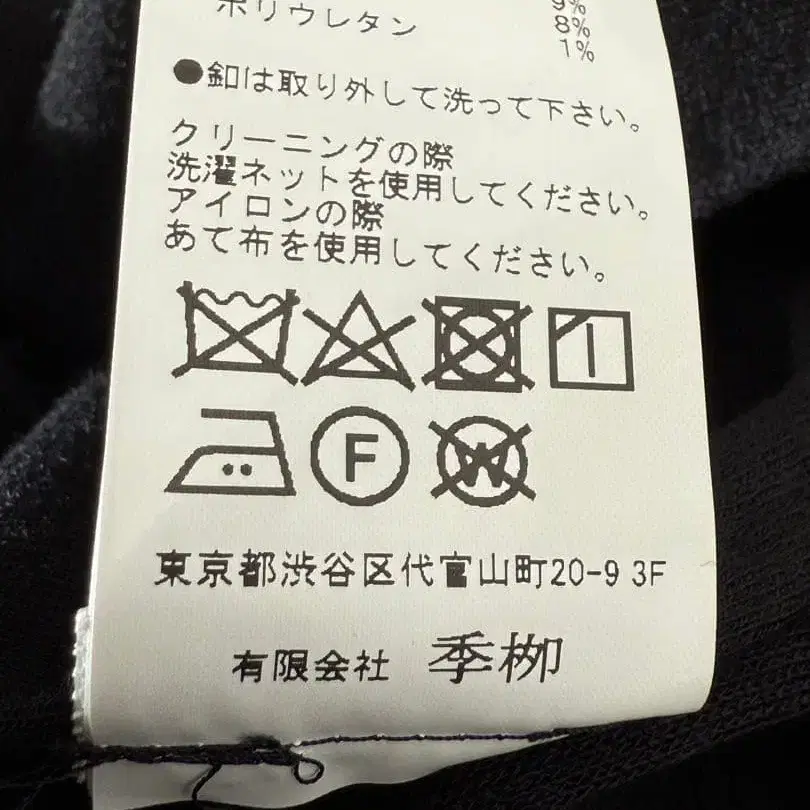 ポリウレタン
9%
8%
1%
●釦は取り外して洗って下さい。
クリーニングの際
洗濯ネットを使用してください。
アイロンの際
あて布を使用してください。
F
W
東京都渋谷区代官山町20-9 3F
有限会社 季栁